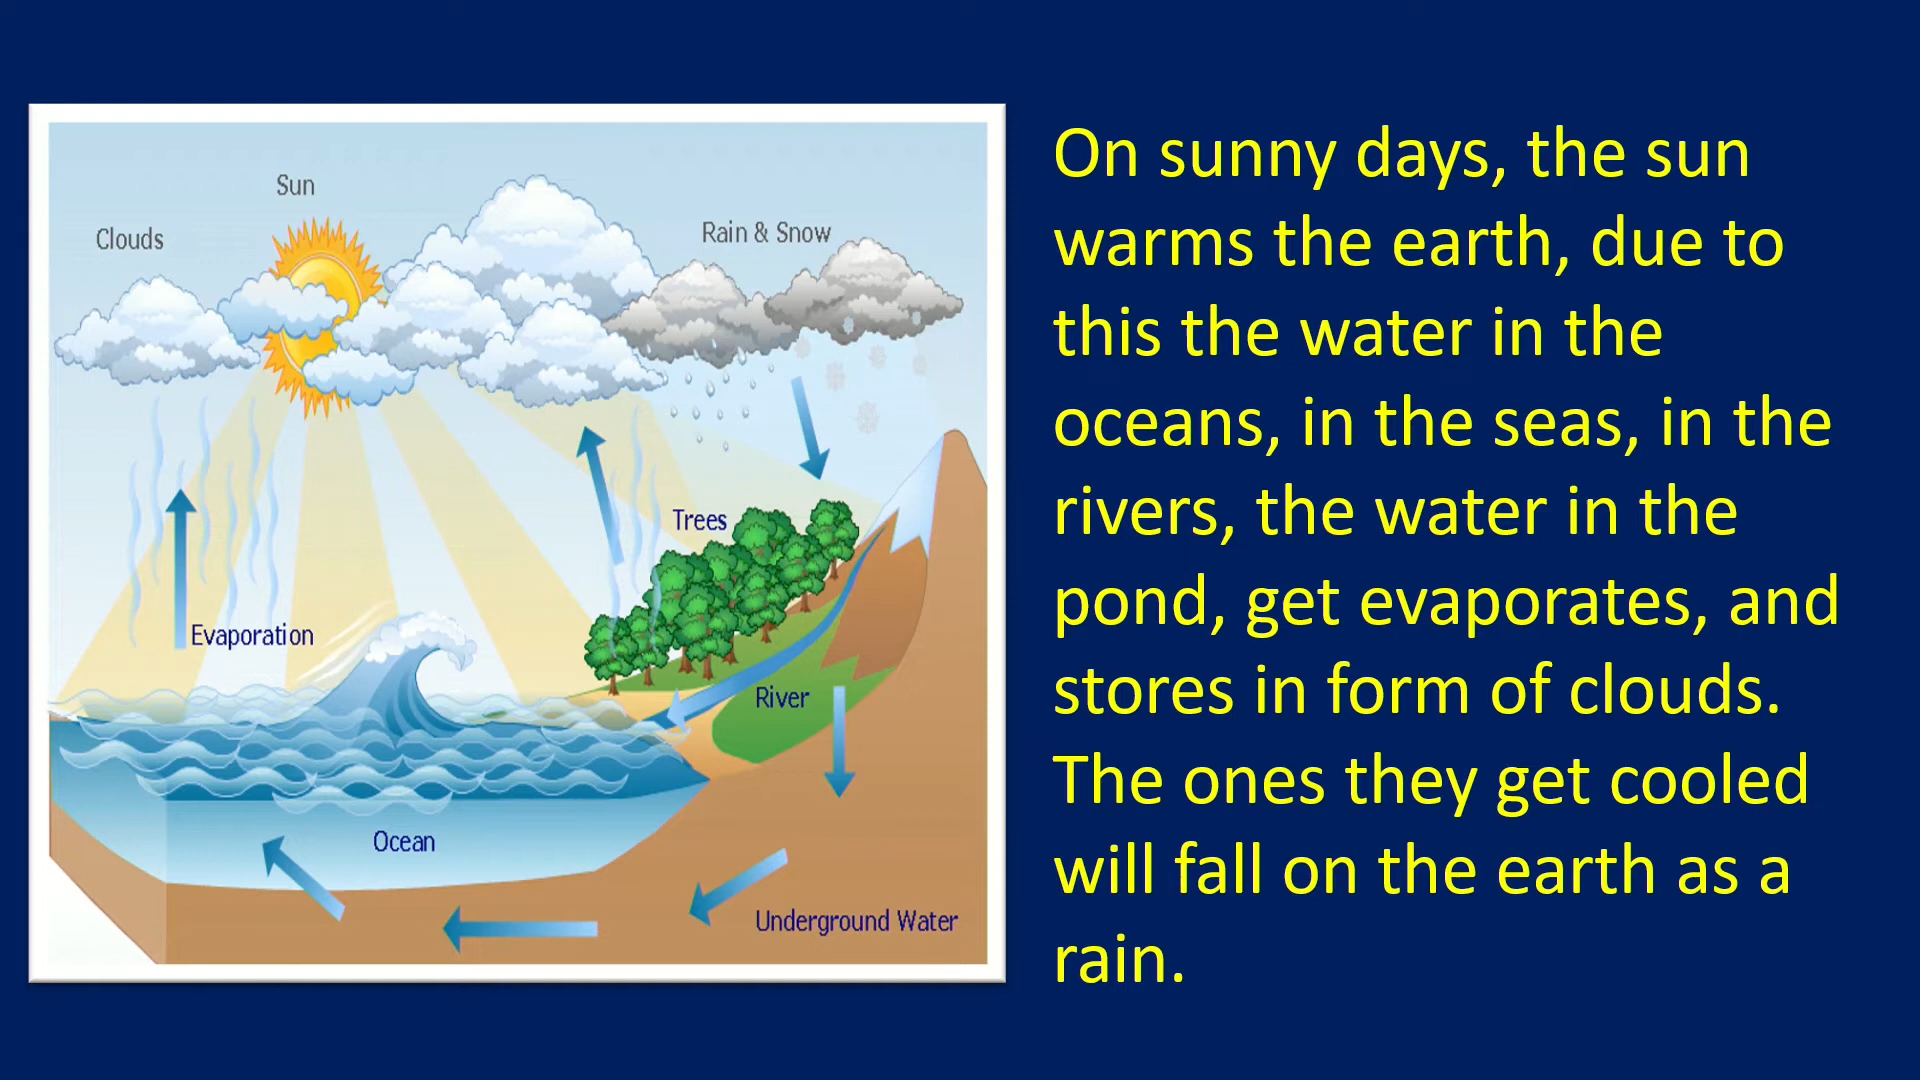 Sun
Clouds
Rain & Snow
Trees
Evaporation
River
Ocean
Underground Water
On sunny days, the sun
warms the earth, due to
this the water in the
oceans, in the seas, in the
rivers, the water in the
pond, get evaporates, and
stores in form of clouds.
The ones they get cooled
will fall on the earth as a
rain.